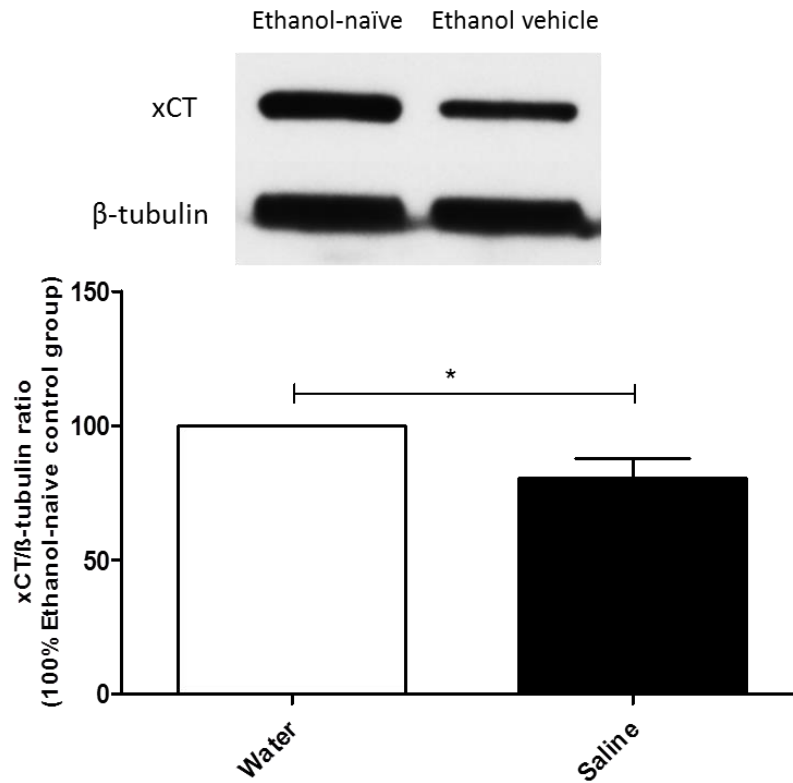 Ethanol-naïve Ethanol vehicle
xCT
β-tubulin
xCT/ß-tubulin ratio
(100% Ethanol-naive control group)
150
*
100
50
0
Water
Saline